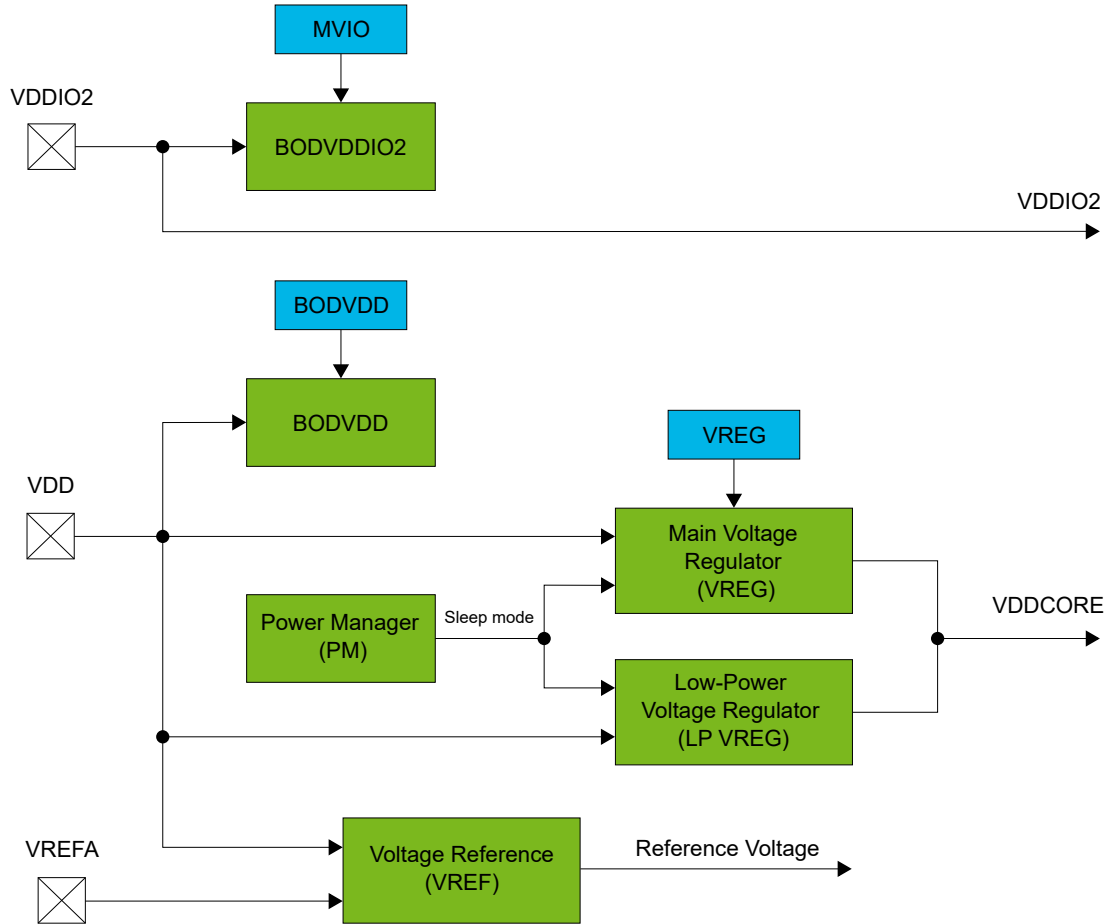 MVIO
VDDIO2
BODVDDIO2
VDDIO2
BODVDD
BODVDD
VREG
VDD
Main Voltage
Regulator
(VREG)
Power Manager
(PM)
Sleep mode
VDDCORE
Low-Power
Voltage Regulator
(LP VREG)
VREFA
Voltage Reference
(VREF)
Reference Voltage